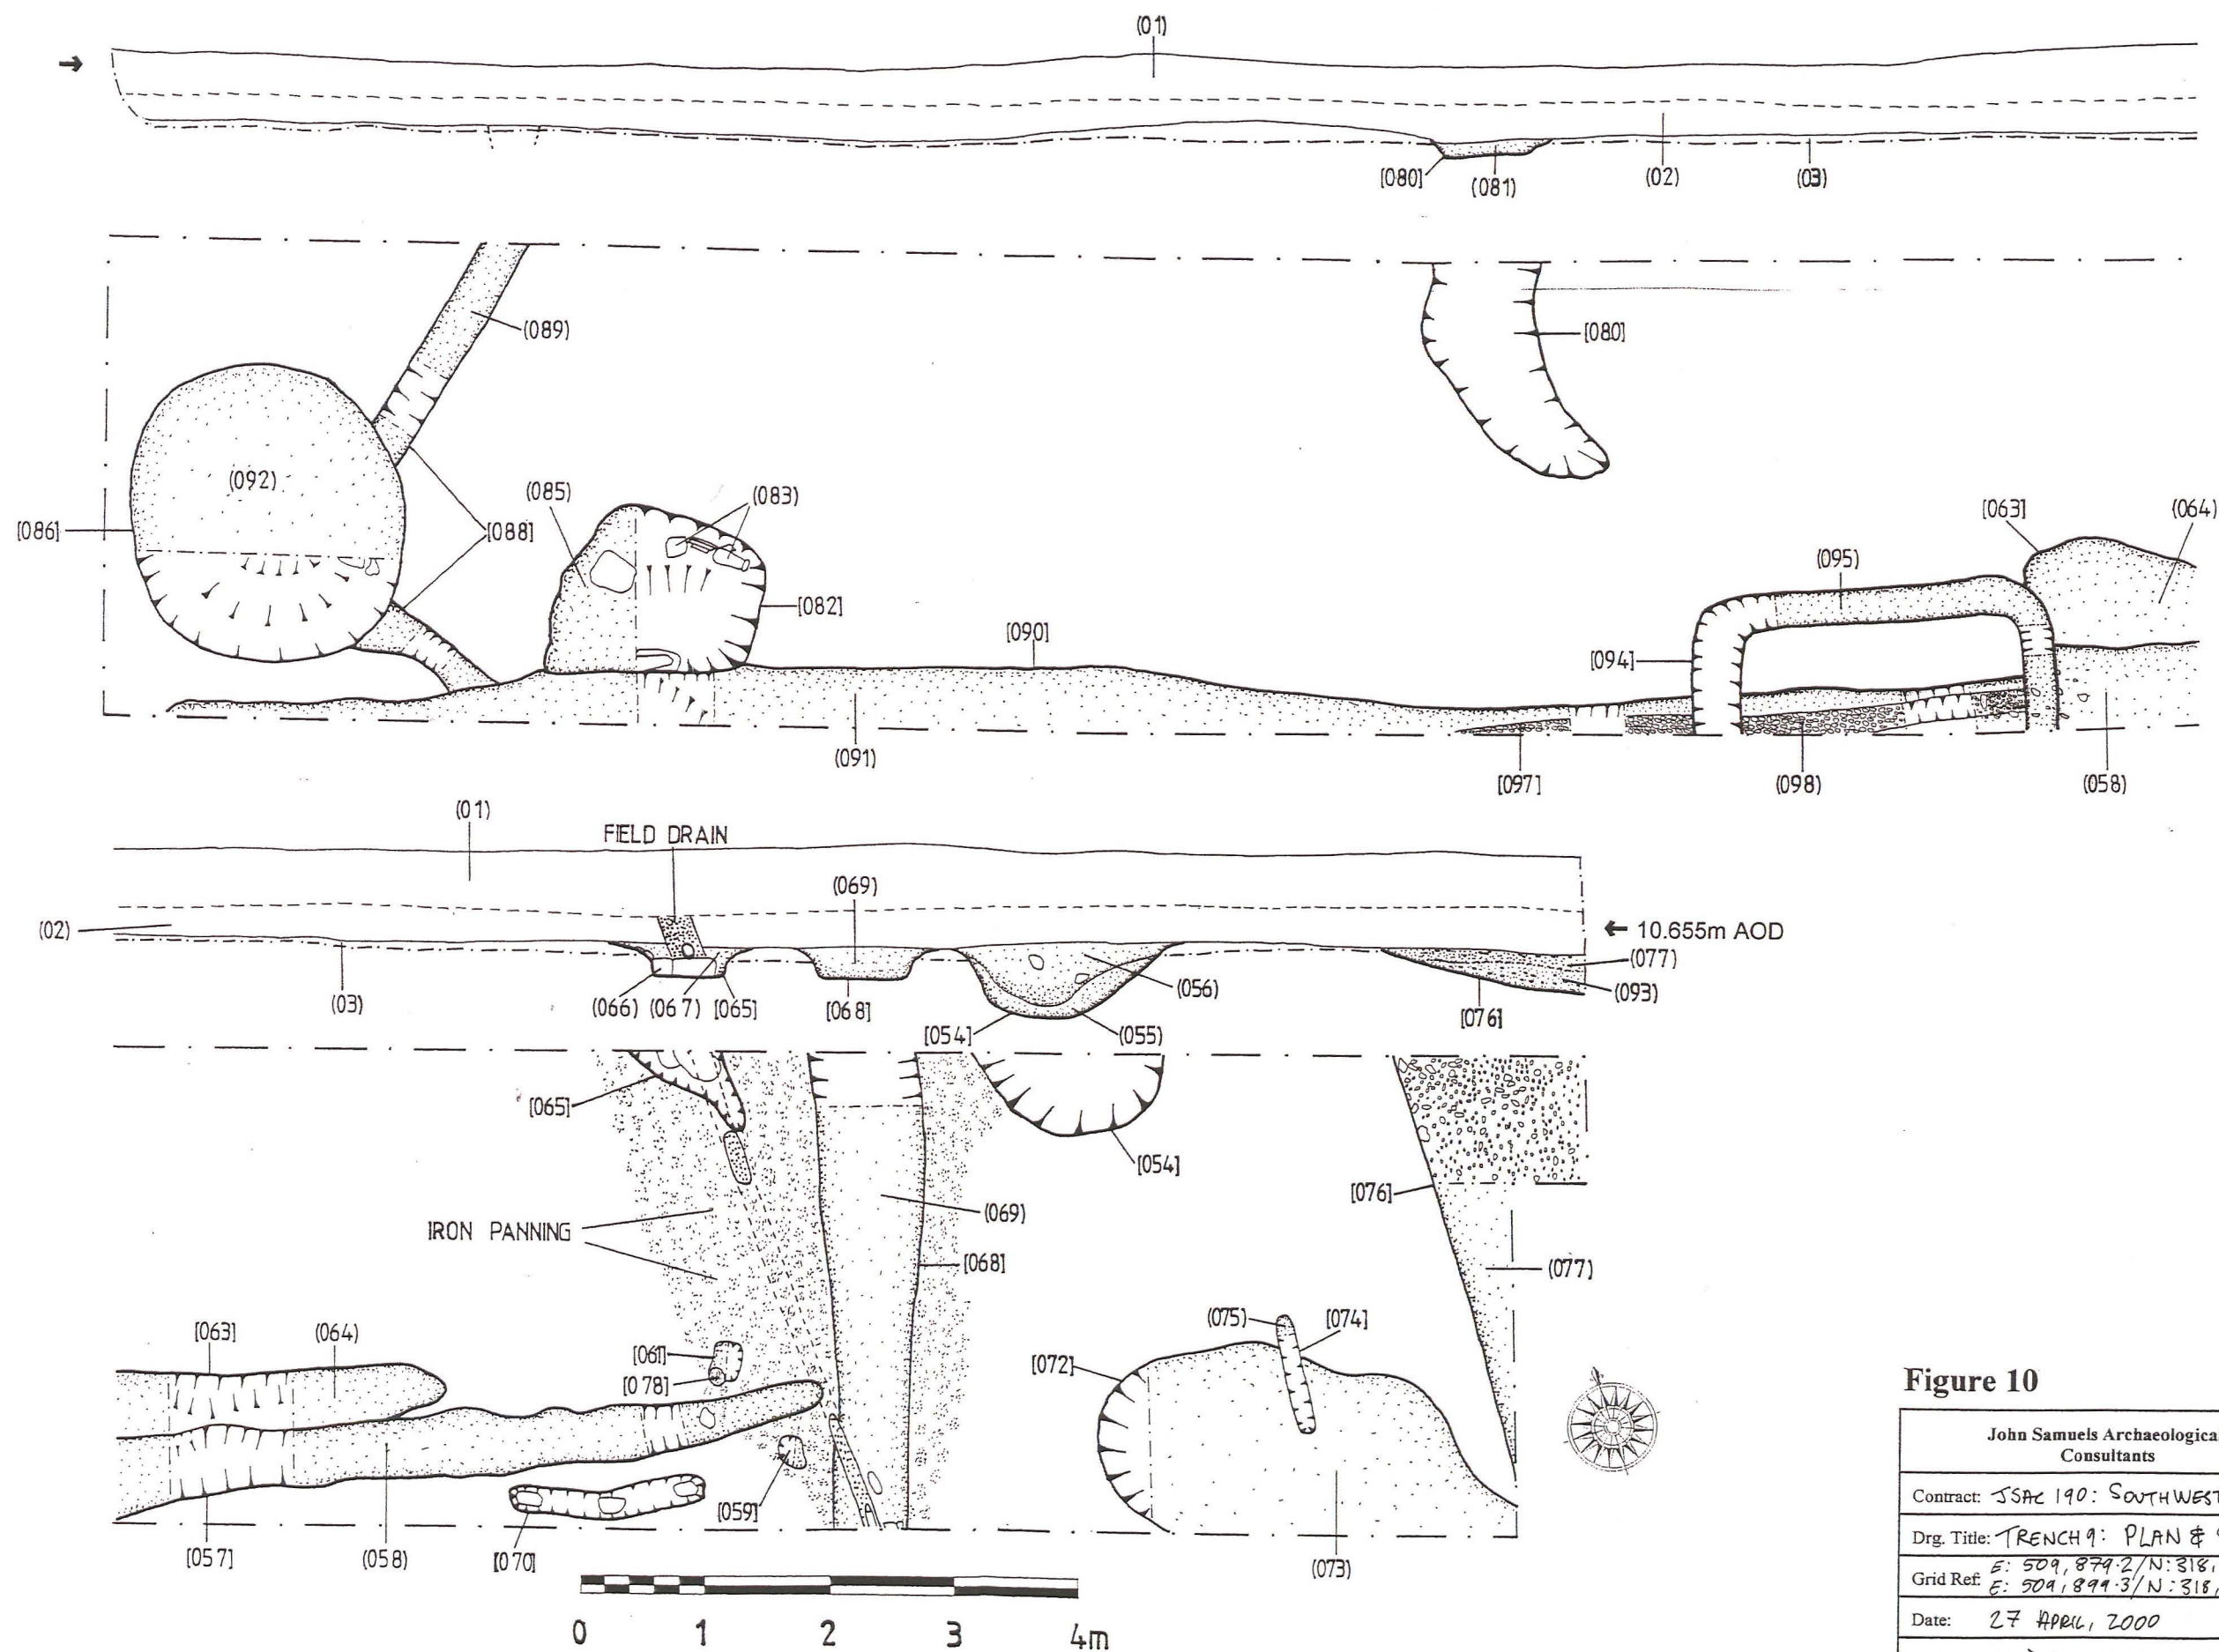 (01)
[080] (081) (02) (03)
(089)
[080]
(092)
(085) (083)
[086] [088]
[063] (064)
(095)
[082]
[090]
[094]
(091)
[097] (098) (058)
(01)
FIELD DRAIN
(069)
(02)
← 10.655m AOD
(077)
(056) (093)
(03) (066) (067) [065] [068] [076]
[054] (055)
[065]
[054]
[076]
(069)
IRON PANNING
[068] (077)
[063] (064) (075) [074]
[061] [072]
[078]
[059]
[057] (058) [070] (073)
0 1 2 3 4m
Figure 10
John Samuels Archaeologica
Consultants
Contract: JSAC 190: SOUTHWEST
Drg. Title: TRENCH 9: PLAN &
Grid Ref: E: 509,879.2/N:318,
E: 509,899.3/N:318,
Date: 27 APRIL, 2000